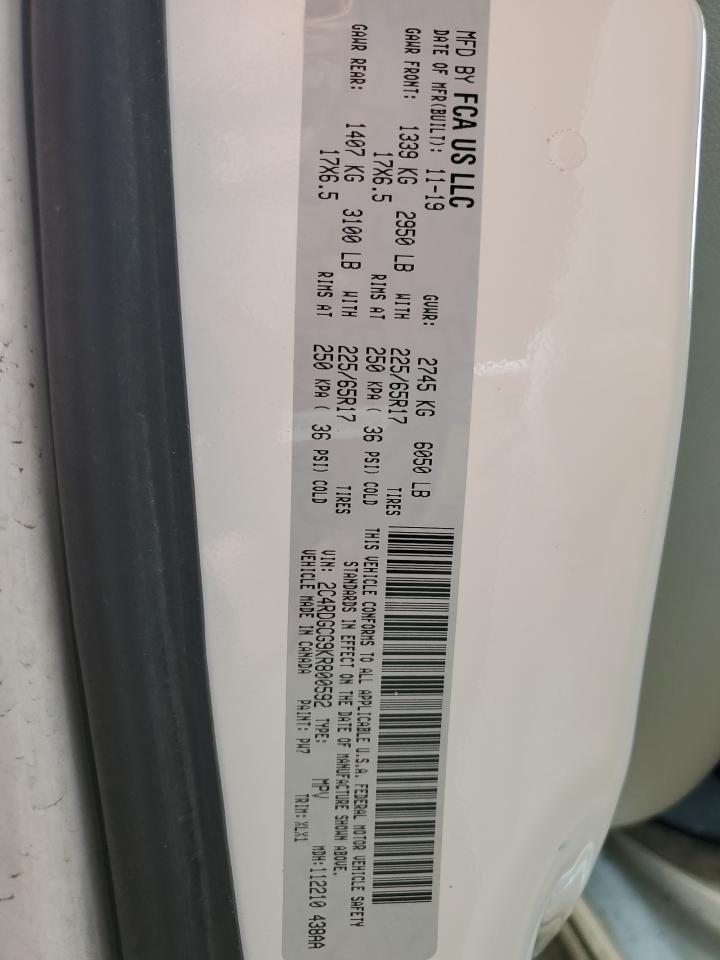 MFD BY FCA US LLC
DATE OF MFR(BUILT): 11-19 GVWR: 2745 KG 6050 LB
GAWR FRONT: 1339 KG 2950 LB WITH 225/65R17 TIRES
17X6.5 RIMS AT 250 KPA ( 36 PSI) COLD
GAWR REAR: 1407 KG 3100 LB WITH 225/65R17 TIRES
17X6.5 RIMS AT 250 KPA ( 36 PSI) COLD
THIS VEHICLE CONFORMS TO ALL APPLICABLE U.S.A. FEDERAL MOTOR VEHICLE SAFETY
STANDARDS IN EFFECT ON THE DATE OF MANUFACTURE SHOWN ABOVE.
VIN: 2C4RDGCG9KR800592 TYPE: MPV MDH: 112210 438AA
VEHICLE MADE IN CANADA PAINT: PW7 TRIM: XLX1